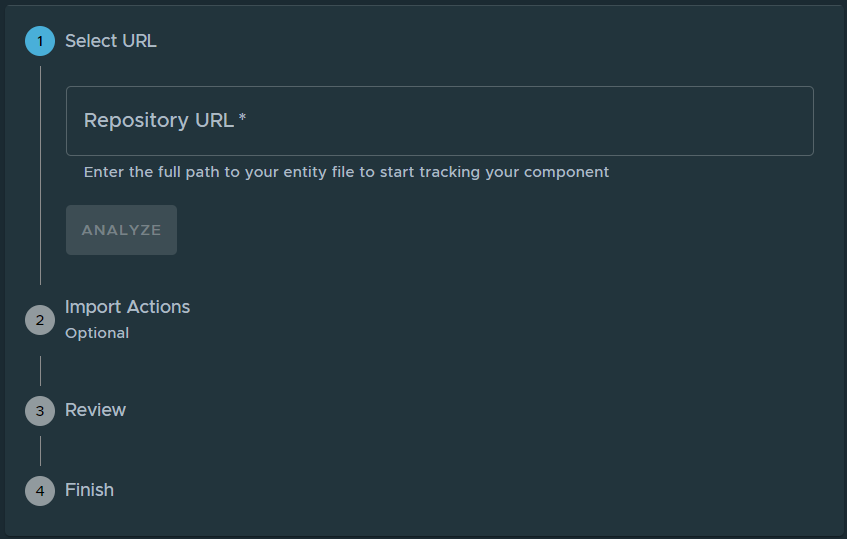 1 Select URL
Repository URL *
Enter the full path to your entity file to start tracking your component
ANALYZE
2 Import Actions
Optional
3 Review
4 Finish